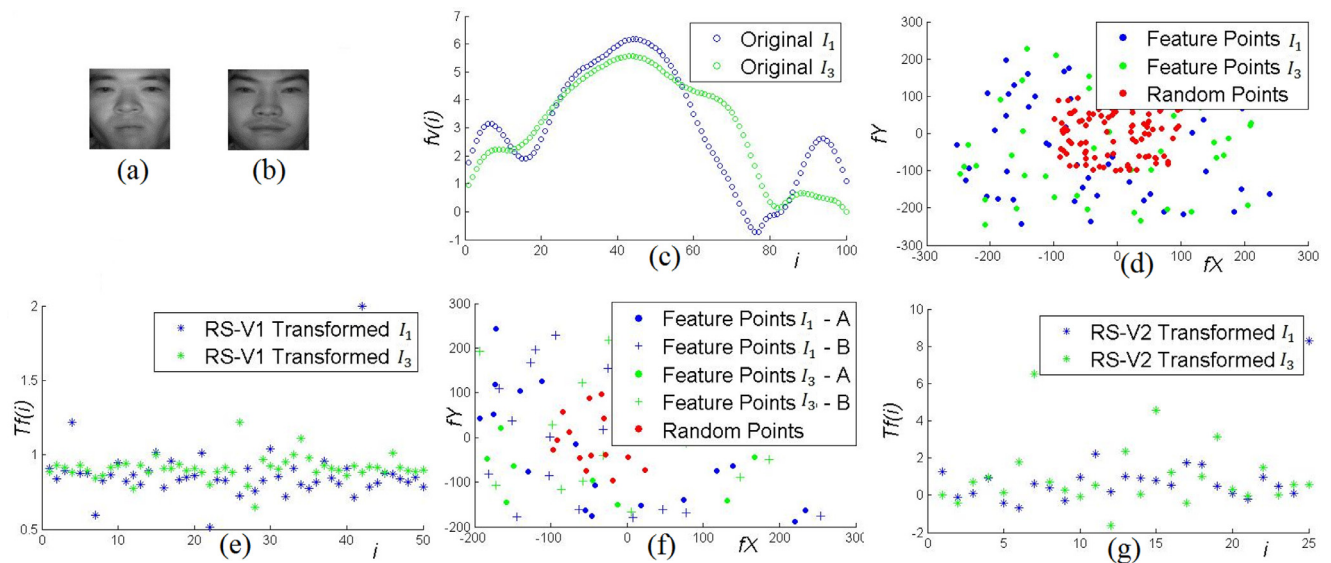 (a)
(b)
fv(i)
7
6
5
4
3
2
1
0
-1
Original I1
Original I3
0 20 40 60 80 100
(c)
i
fY
300
200
100
0
-100
-200
-300
Feature Points I1
Feature Points I3
Random Points
-300 -200 -100 0 100 200 300
(d)
fX
Tf(i)
2
1.5
1
0.5
RS-V1 Transformed I1
RS-V1 Transformed I3
0 10 20 30 40 50
(e)
i
fY
300
200
100
0
-100
-200
Feature Points I1 - A
Feature Points I1 - B
Feature Points I3 - A
Feature Points I3 - B
Random Points
-200 -100 0 100 200 300
(f)
fX
Tf(i)
10
8
6
4
2
0
-2
RS-V2 Transformed I1
RS-V2 Transformed I3
0 5 10 15 20 25
(g)
i